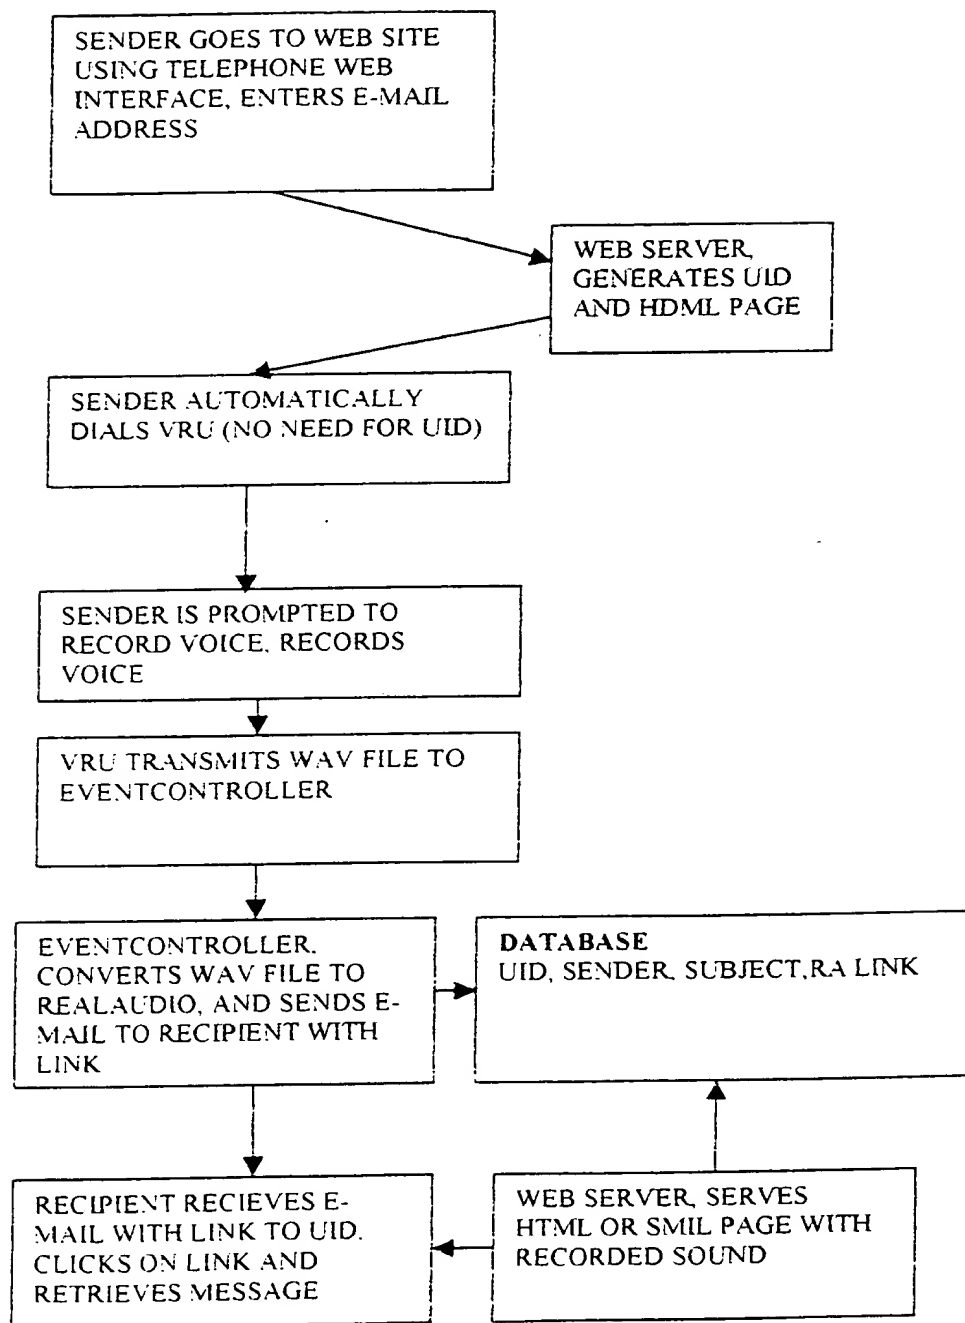 SENDER GOES TO WEB SITE
USING TELEPHONE WEB
INTERFACE, ENTERS E-MAIL
ADDRESS
WEB SERVER,
GENERATES UID
AND HDML PAGE
SENDER AUTOMATICALLY
DIALS VRU (NO NEED FOR UID)
SENDER IS PROMPTED TO
RECORD VOICE, RECORDS
VOICE
VRU TRANSMITS WAV FILE TO
EVENTCONTROLLER
EVENTCONTROLLER,
CONVERTS WAV FILE TO
REALAUDIO, AND SENDS E-
MAIL TO RECIPIENT WITH
LINK
DATABASE
UID, SENDER, SUBJECT,RA LINK
RECIPIENT RECIEVES E-
MAIL WITH LINK TO UID.
CLICKS ON LINK AND
RETRIEVES MESSAGE
WEB SERVER, SERVES
HTML OR SMIL PAGE WITH
RECORDED SOUND